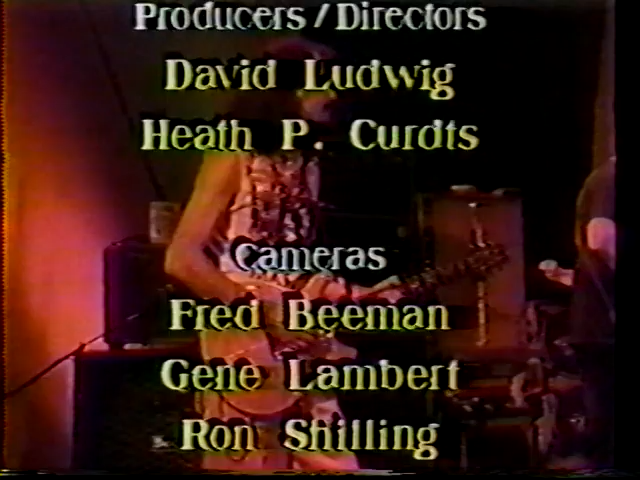 Producers / Directors
David Ludwig
Heath P. Curdts
Cameras
Fred Beeman
Gene Lambert
Ron Shilling